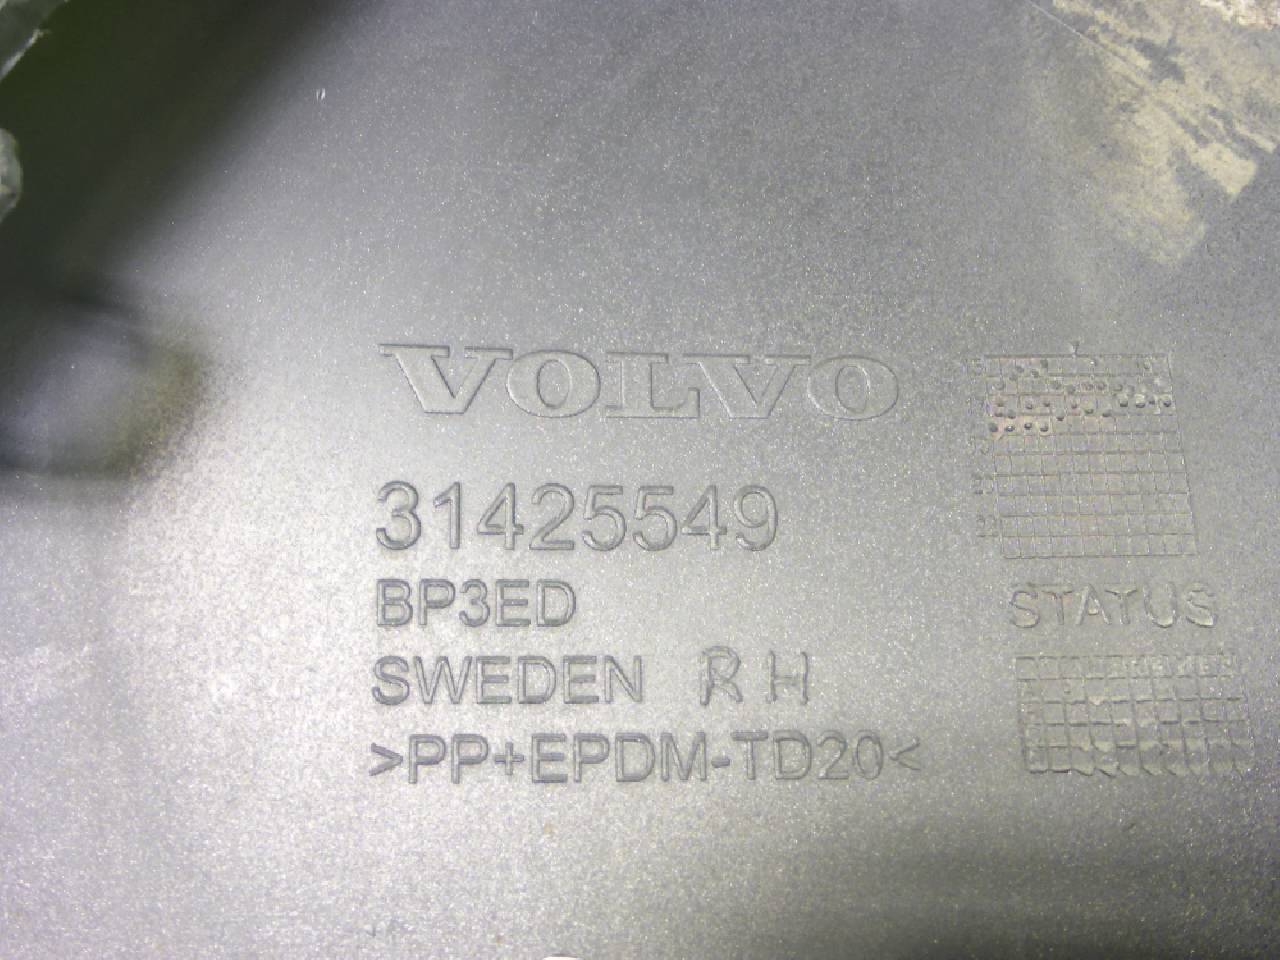 VOLVO
31425549
BP3ED
SWEDEN RH
>PP+EPDM-TD20<
STATUS